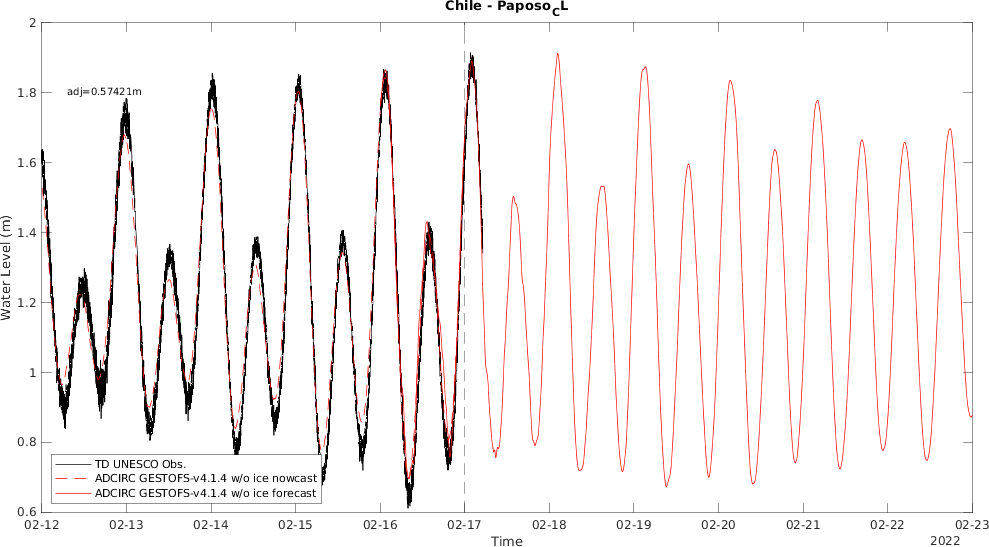 Chile - Paposo_CL
adj=0.57421m
Water Level (m)
2
1.8
1.6
1.4
1.2
1
0.8
0.6
TD UNESCO Obs.
ADCIRC GESTOFS-v4.1.4 w/o ice nowcast
ADCIRC GESTOFS-v4.1.4 w/o ice forecast
02-12 02-13 02-14 02-15 02-16 02-17 02-18 02-19 02-20 02-21 02-22 02-23
Time
2022